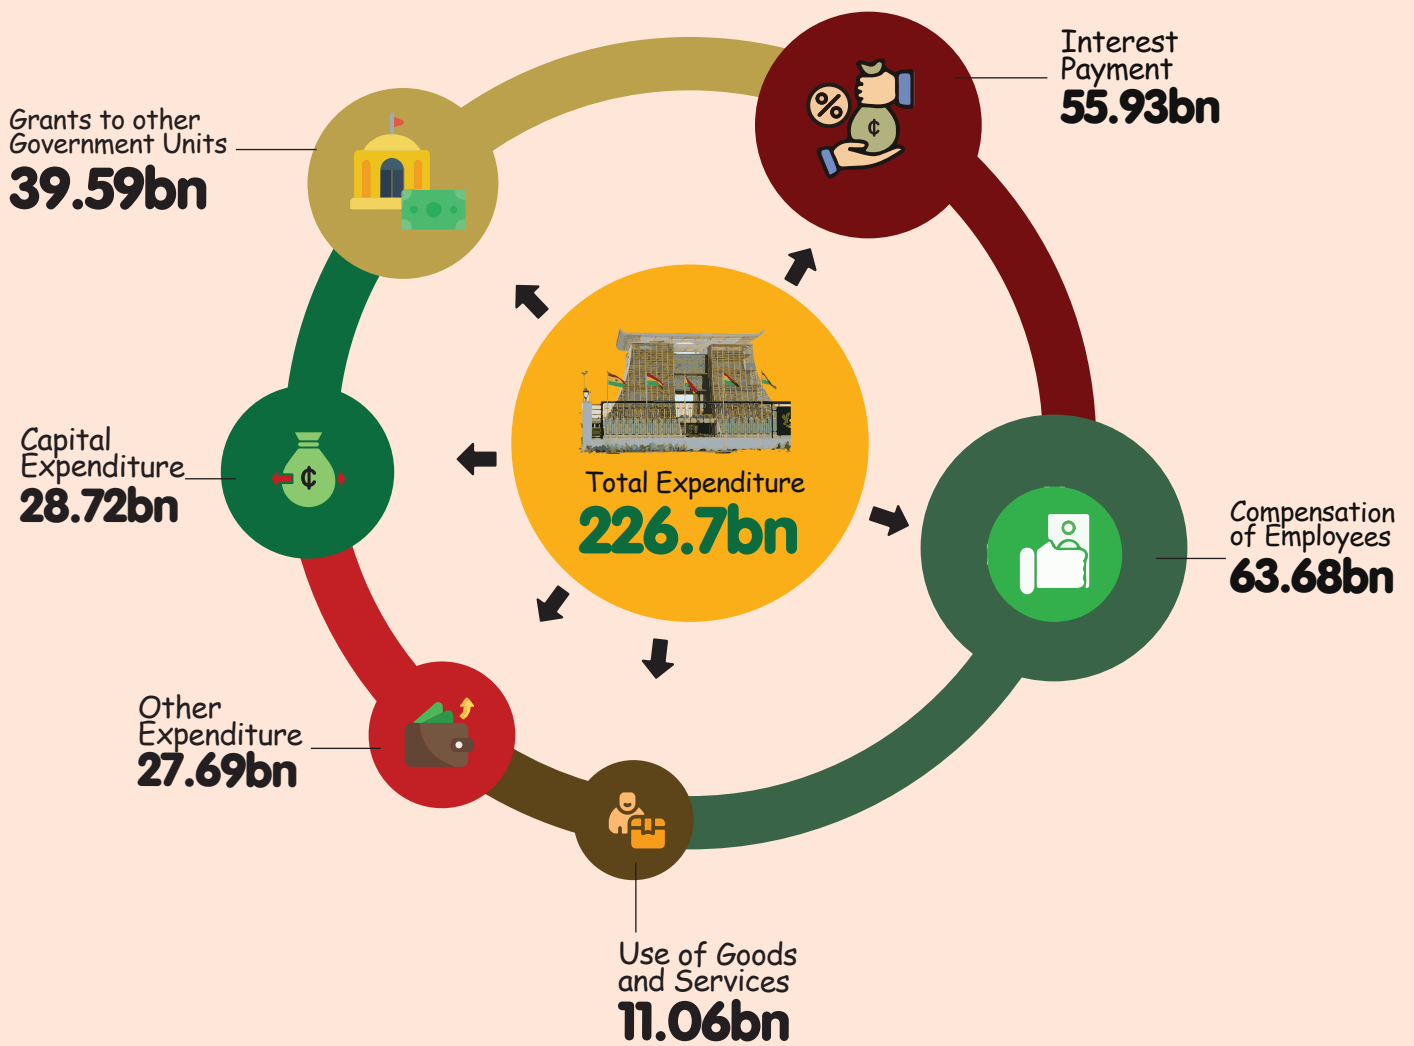 Interest
Payment
55.93bn
Grants to other
Government Units
39.59bn
%
¢
Capital
Expenditure
28.72bn
¢
Total Expenditure
226.7bn
Compensation
of Employees
63.68bn
Other
Expenditure
27.69bn
Use of Goods
and Services
11.06bn